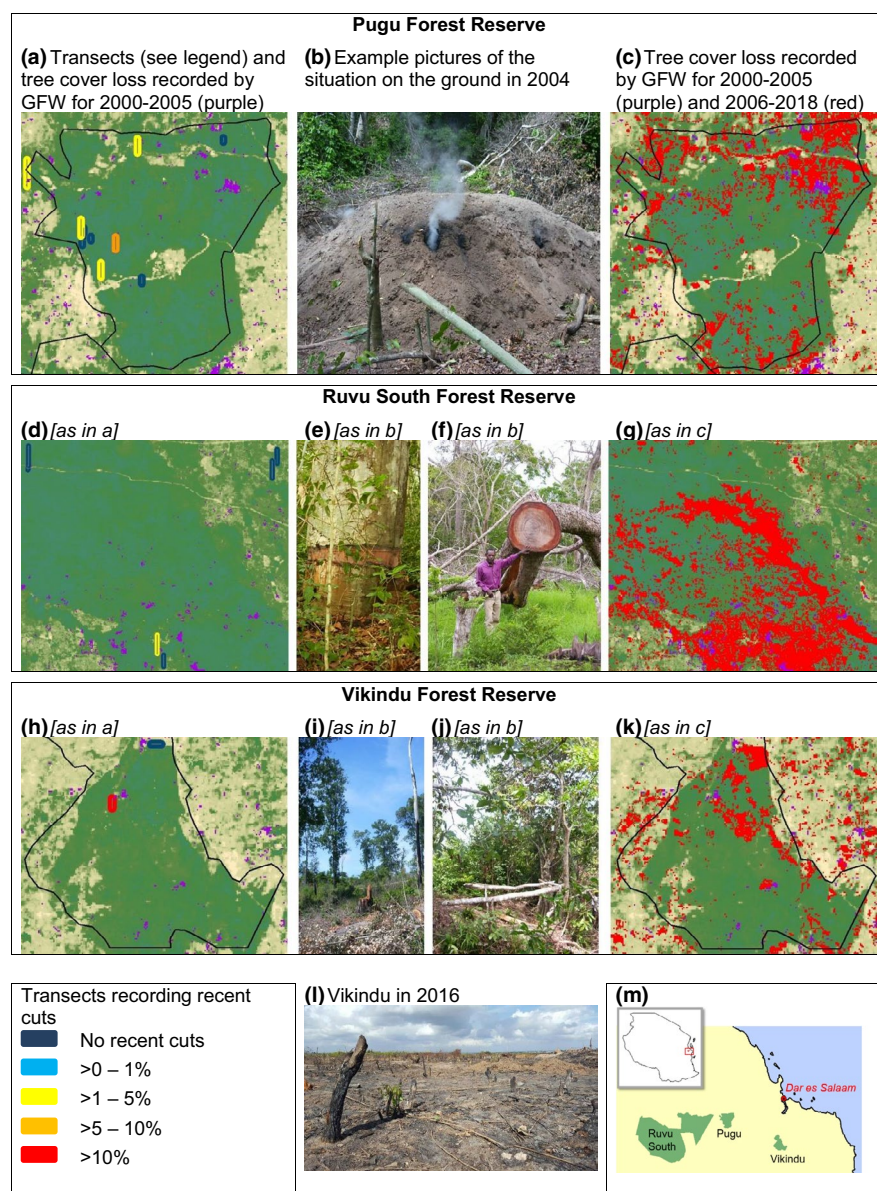 Pugu Forest Reserve
(a) Transects (see legend) and
tree cover loss recorded by
GFW for 2000-2005 (purple)
(b) Example pictures of the
situation on the ground in 2004
(c) Tree cover loss recorded
by GFW for 2000-2005
(purple) and 2006-2018 (red)
Ruvu South Forest Reserve
(d) [as in a]
(e) [as in b]
(f) [as in b]
(g) [as in c]
Vikindu Forest Reserve
(h) [as in a]
(i) [as in b]
(j) [as in b]
(k) [as in c]
Transects recording recent
cuts
No recent cuts
>0 – 1%
>1 – 5%
>5 – 10%
>10%
(l) Vikindu in 2016
(m)
Dar es Salaam
Ruvu
South
Pugu
Vikindu